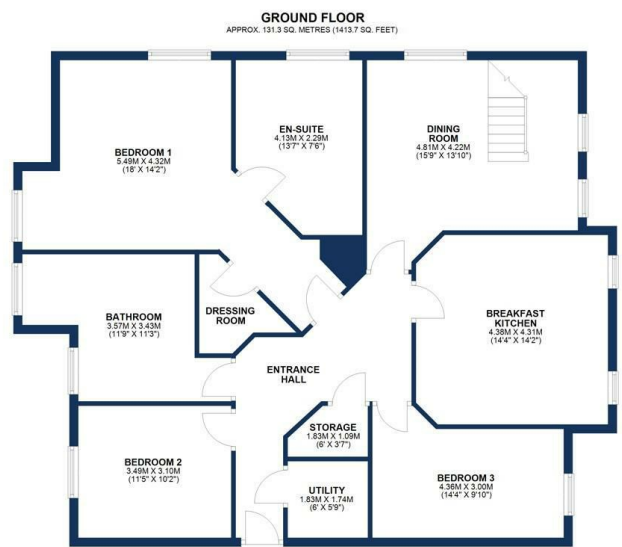 GROUND FLOOR
APPROX. 131.3 SQ. METRES (1413.7 SQ. FEET)
BEDROOM 1
5.49M X 4.32M
(18' X 14'2")
EN-SUITE
4.13M X 2.29M
(13'7" X 7'6")
DINING
ROOM
4.81M X 4.22M
(15'9" X 13'10")
BATHROOM
3.57M X 3.43M
(11'9" X 11'3")
DRESSING
ROOM
BREAKFAST
KITCHEN
4.38M X 4.31M
(14'4" X 14'2")
ENTRANCE
HALL
STORAGE
1.83M X 1.09M
(6' X 3'7")
BEDROOM 2
3.49M X 3.10M
(11'5" X 10'2")
UTILITY
1.83M X 1.74M
(6' X 5'9")
BEDROOM 3
4.36M X 3.00M
(14'4" X 9'10")